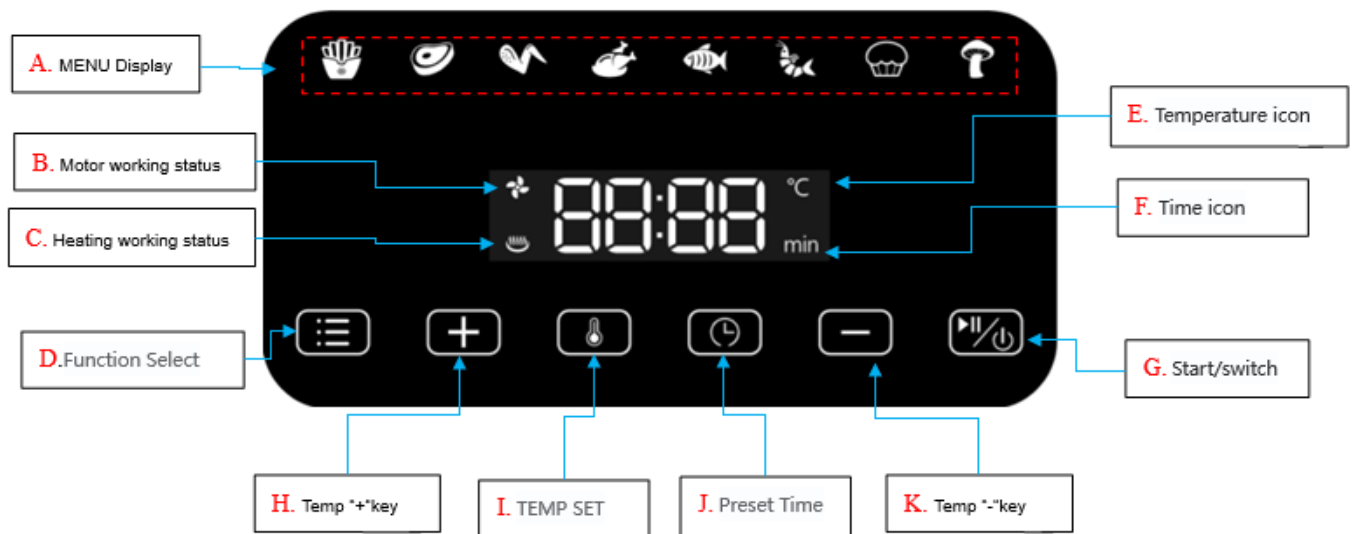 A. MENU Display
E. Temperature icon
B. Motor working status
88:88
°C
F. Time icon
C. Heating working status
min
D.Function Select
G. Start/switch
H. Temp "+"key
I. TEMP SET
J. Preset Time
K. Temp "-"key